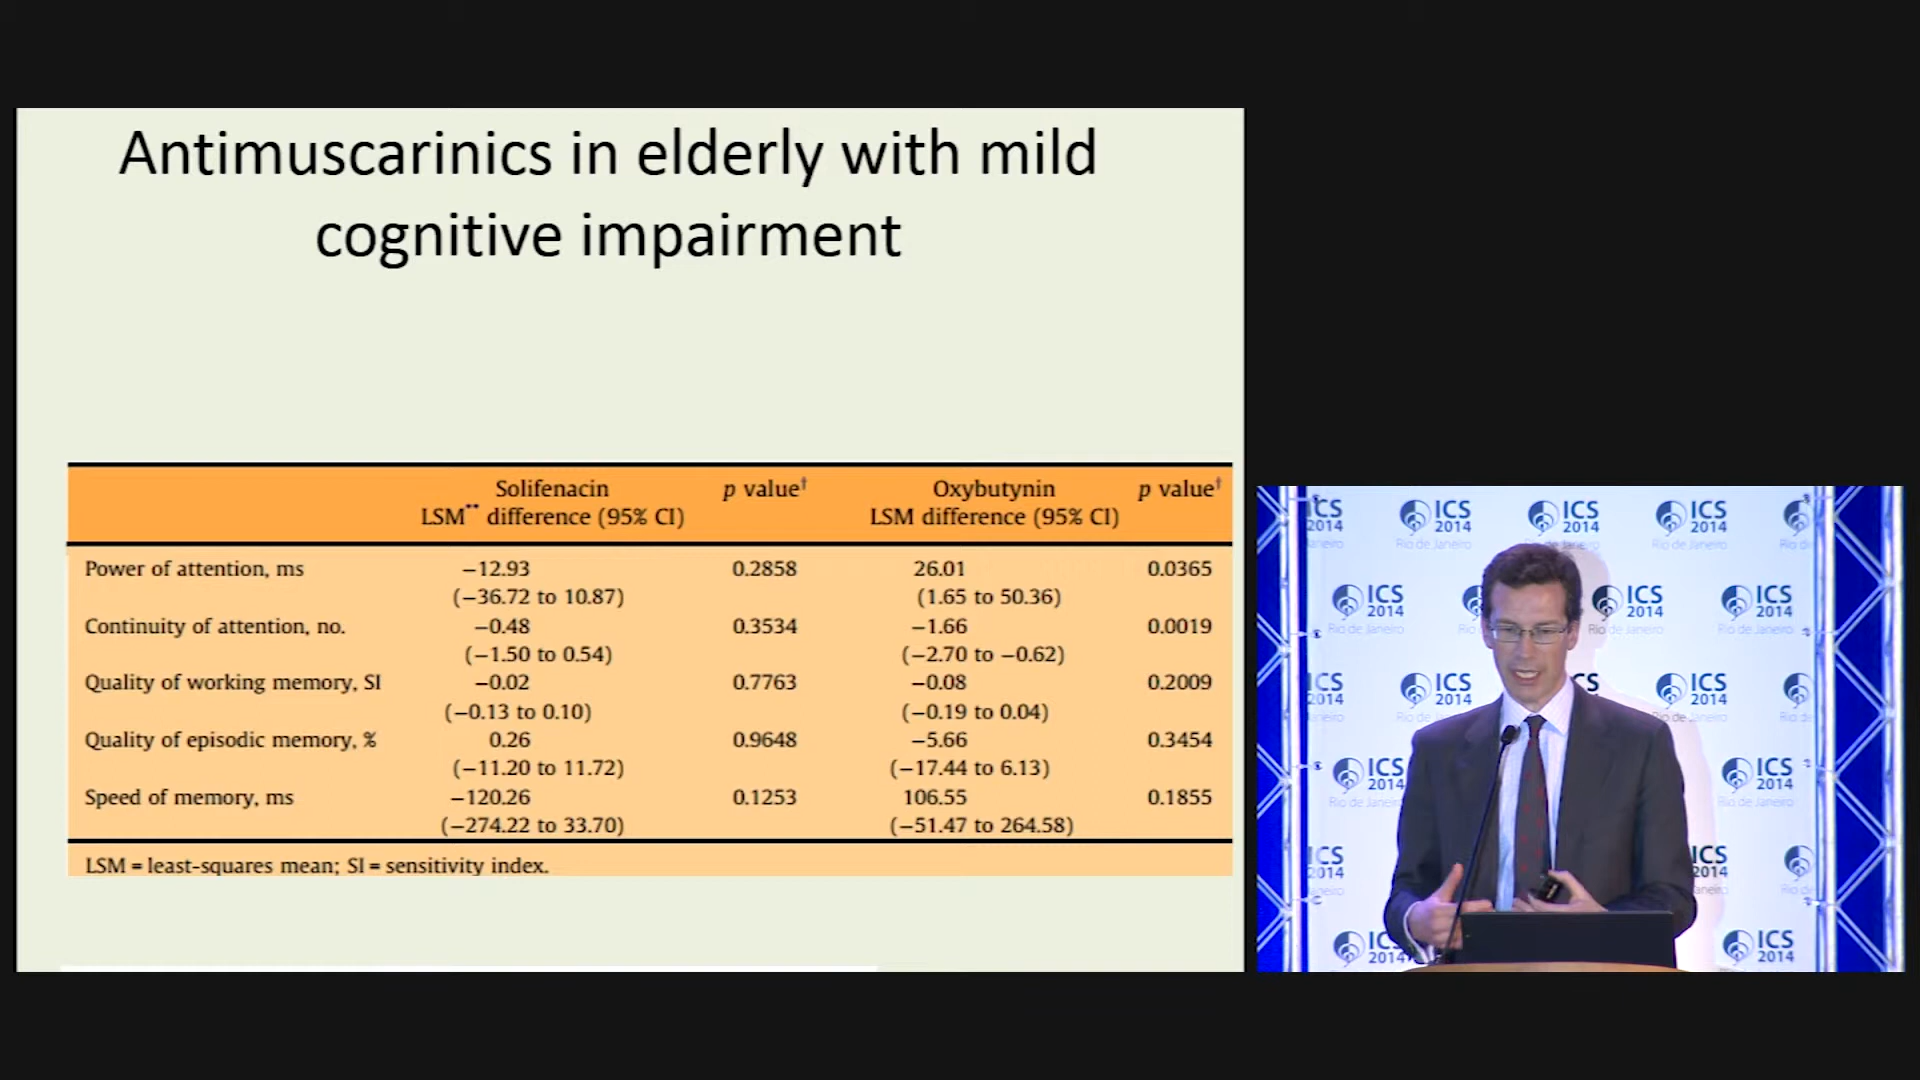 Antimuscarinics in elderly with mild
cognitive impairment
Solifenacin p value† Oxybutynin p value†
LSM** difference (95% CI) LSM difference (95% CI)
Power of attention, ms −12.93 0.2858 26.01 0.0365
(−36.72 to 10.87) (1.65 to 50.36)
Continuity of attention, no. −0.48 0.3534 −1.66 0.0019
(−1.50 to 0.54) (−2.70 to −0.62)
Quality of working memory, SI −0.02 0.7763 −0.08 0.2009
(−0.13 to 0.10) (−0.19 to 0.04)
Quality of episodic memory, % 0.26 0.9648 −5.66 0.3454
(−11.20 to 11.72) (−17.44 to 6.13)
Speed of memory, ms −120.26 0.1253 106.55 0.1855
(−274.22 to 33.70) (−51.47 to 264.58)
LSM = least-squares mean; SI = sensitivity index.
ICS
2014
Rio de Janeiro